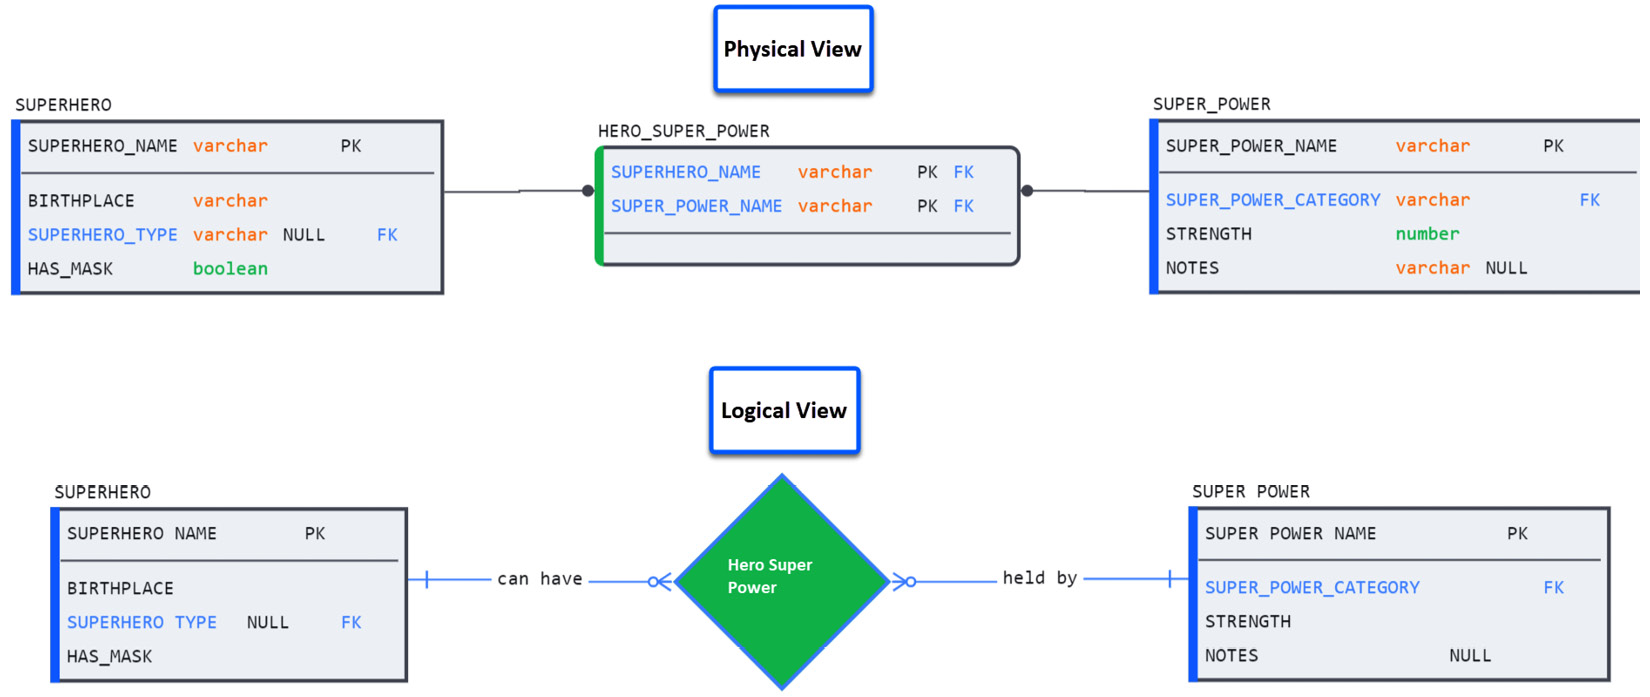 Physical View
SUPERHERO
SUPERHERO_NAME varchar PK
BIRTHPLACE varchar
SUPERHERO_TYPE varchar NULL FK
HAS_MASK boolean
HERO_SUPER_POWER
SUPERHERO_NAME varchar PK FK
SUPER_POWER_NAME varchar PK FK
SUPER_POWER
SUPER_POWER_NAME varchar PK
SUPER_POWER_CATEGORY varchar FK
STRENGTH number
NOTES varchar NULL
Logical View
SUPERHERO
SUPERHERO NAME PK
BIRTHPLACE
SUPERHERO TYPE NULL FK
HAS_MASK
can have
Hero Super
Power
held by
SUPER POWER
SUPER POWER NAME PK
SUPER_POWER_CATEGORY FK
STRENGTH
NOTES NULL